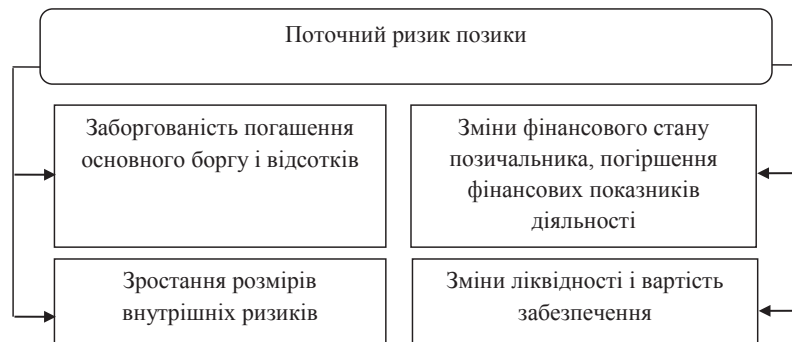 Поточний ризик позики
Заборгованість погашення
основного боргу і відсотків
Зміни фінансового стану
позичальника, погіршення
фінансових показників
діяльності
Зростання розмірів
внутрішніх ризиків
Зміни ліквідності і вартість
забезпечення